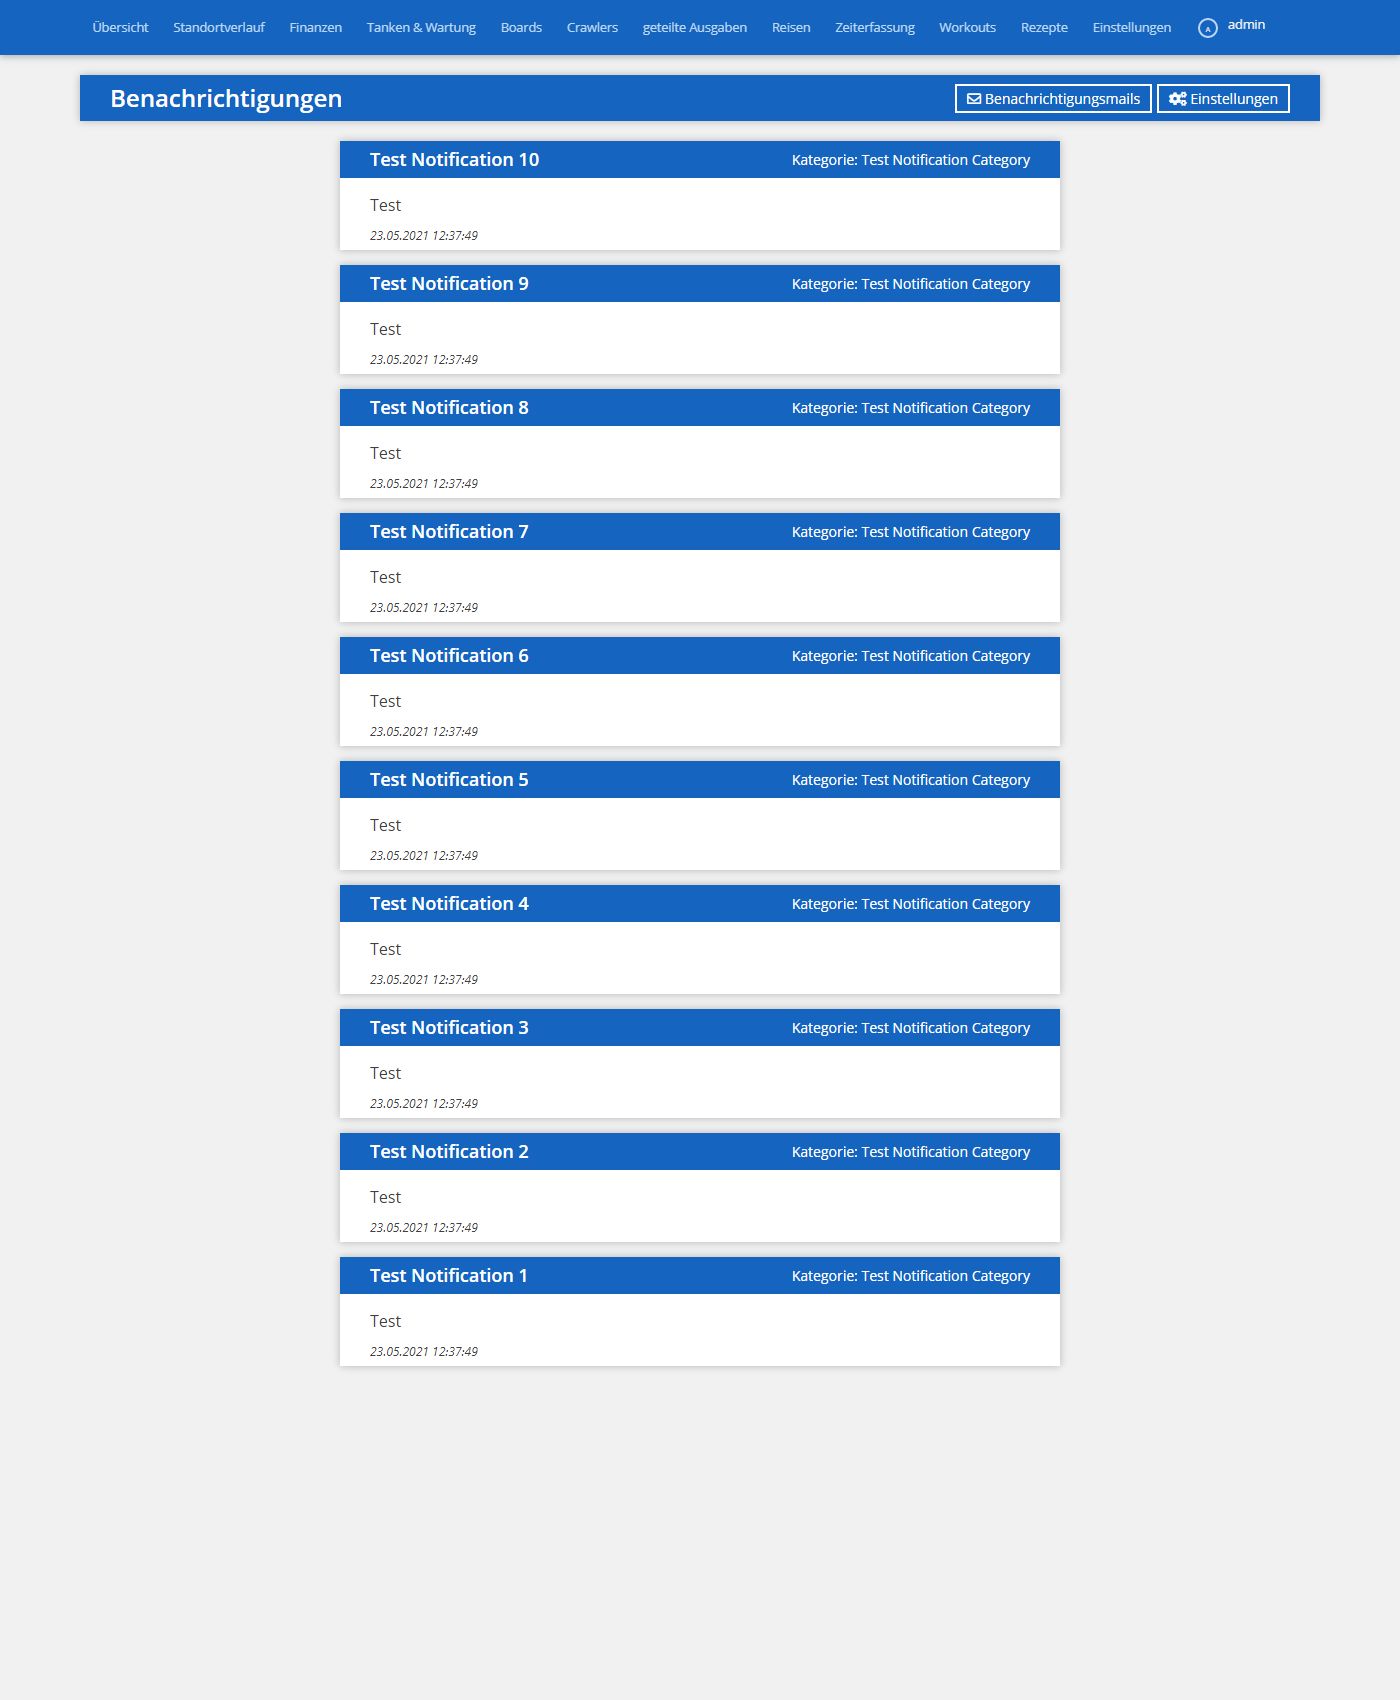 Übersicht Standortverlauf Finanzen Tanken & Wartung Boards Crawlers geteilte Ausgaben Reisen Zeiterfassung Workouts Rezepte Einstellungen A admin
Benachrichtigungen Benachrichtigungsmails Einstellungen
Test Notification 10 Kategorie: Test Notification Category
Test
23.05.2021 12:37:49
Test Notification 9 Kategorie: Test Notification Category
Test
23.05.2021 12:37:49
Test Notification 8 Kategorie: Test Notification Category
Test
23.05.2021 12:37:49
Test Notification 7 Kategorie: Test Notification Category
Test
23.05.2021 12:37:49
Test Notification 6 Kategorie: Test Notification Category
Test
23.05.2021 12:37:49
Test Notification 5 Kategorie: Test Notification Category
Test
23.05.2021 12:37:49
Test Notification 4 Kategorie: Test Notification Category
Test
23.05.2021 12:37:49
Test Notification 3 Kategorie: Test Notification Category
Test
23.05.2021 12:37:49
Test Notification 2 Kategorie: Test Notification Category
Test
23.05.2021 12:37:49
Test Notification 1 Kategorie: Test Notification Category
Test
23.05.2021 12:37:49